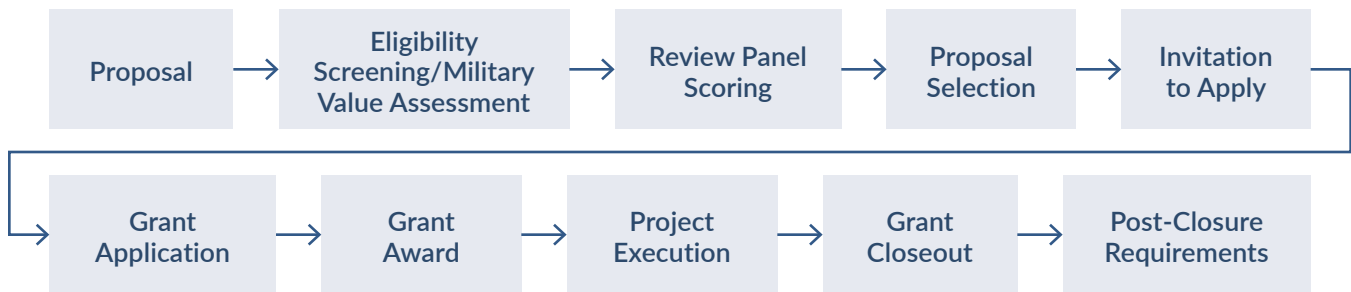 Proposal
Eligibility
Screening/Military
Value Assessment
Review Panel
Scoring
Proposal
Selection
Invitation
to Apply
Grant
Application
Grant
Award
Project
Execution
Grant
Closeout
Post-Closure
Requirements